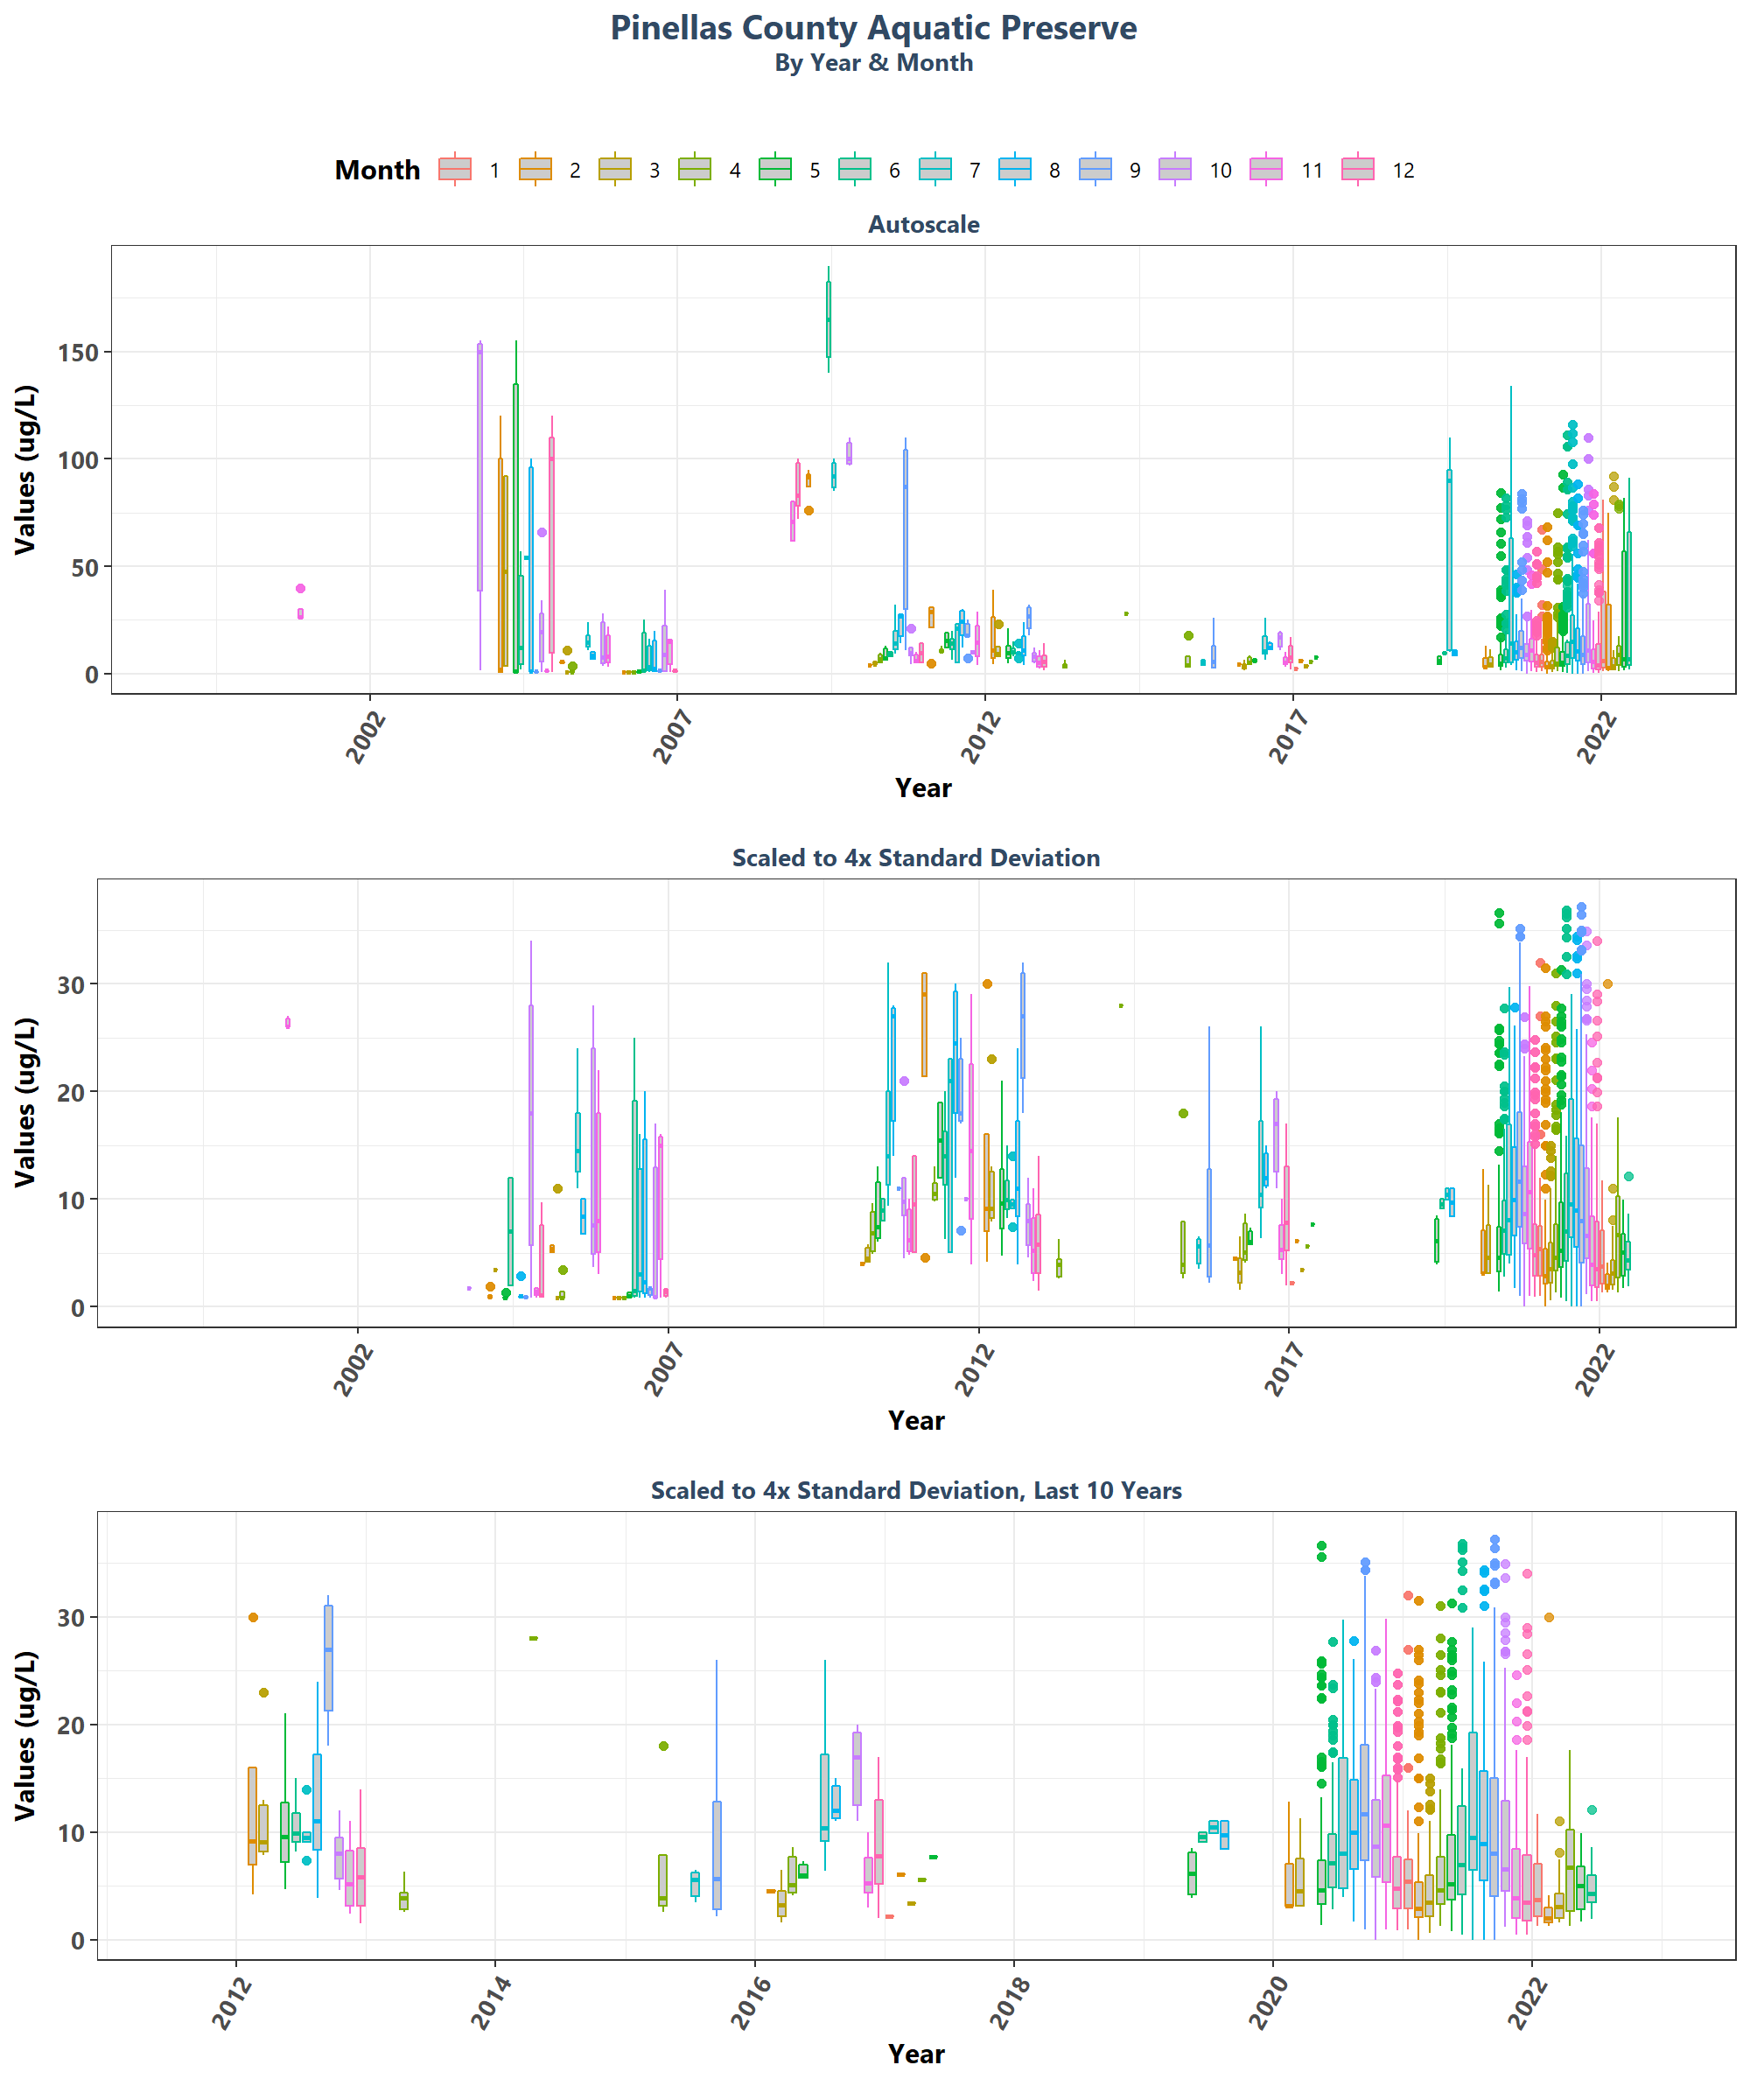 Pinellas County Aquatic Preserve
By Year & Month
Month 1 2 3 4 5 6 7 8 9 10 11 12
Autoscale
Values (ug/L)
150
100
50
0
2002 2007 2012 2017 2022
Year
Scaled to 4x Standard Deviation
Values (ug/L)
30
20
10
0
2002 2007 2012 2017 2022
Year
Scaled to 4x Standard Deviation, Last 10 Years
Values (ug/L)
30
20
10
0
2012 2014 2016 2018 2020 2022
Year